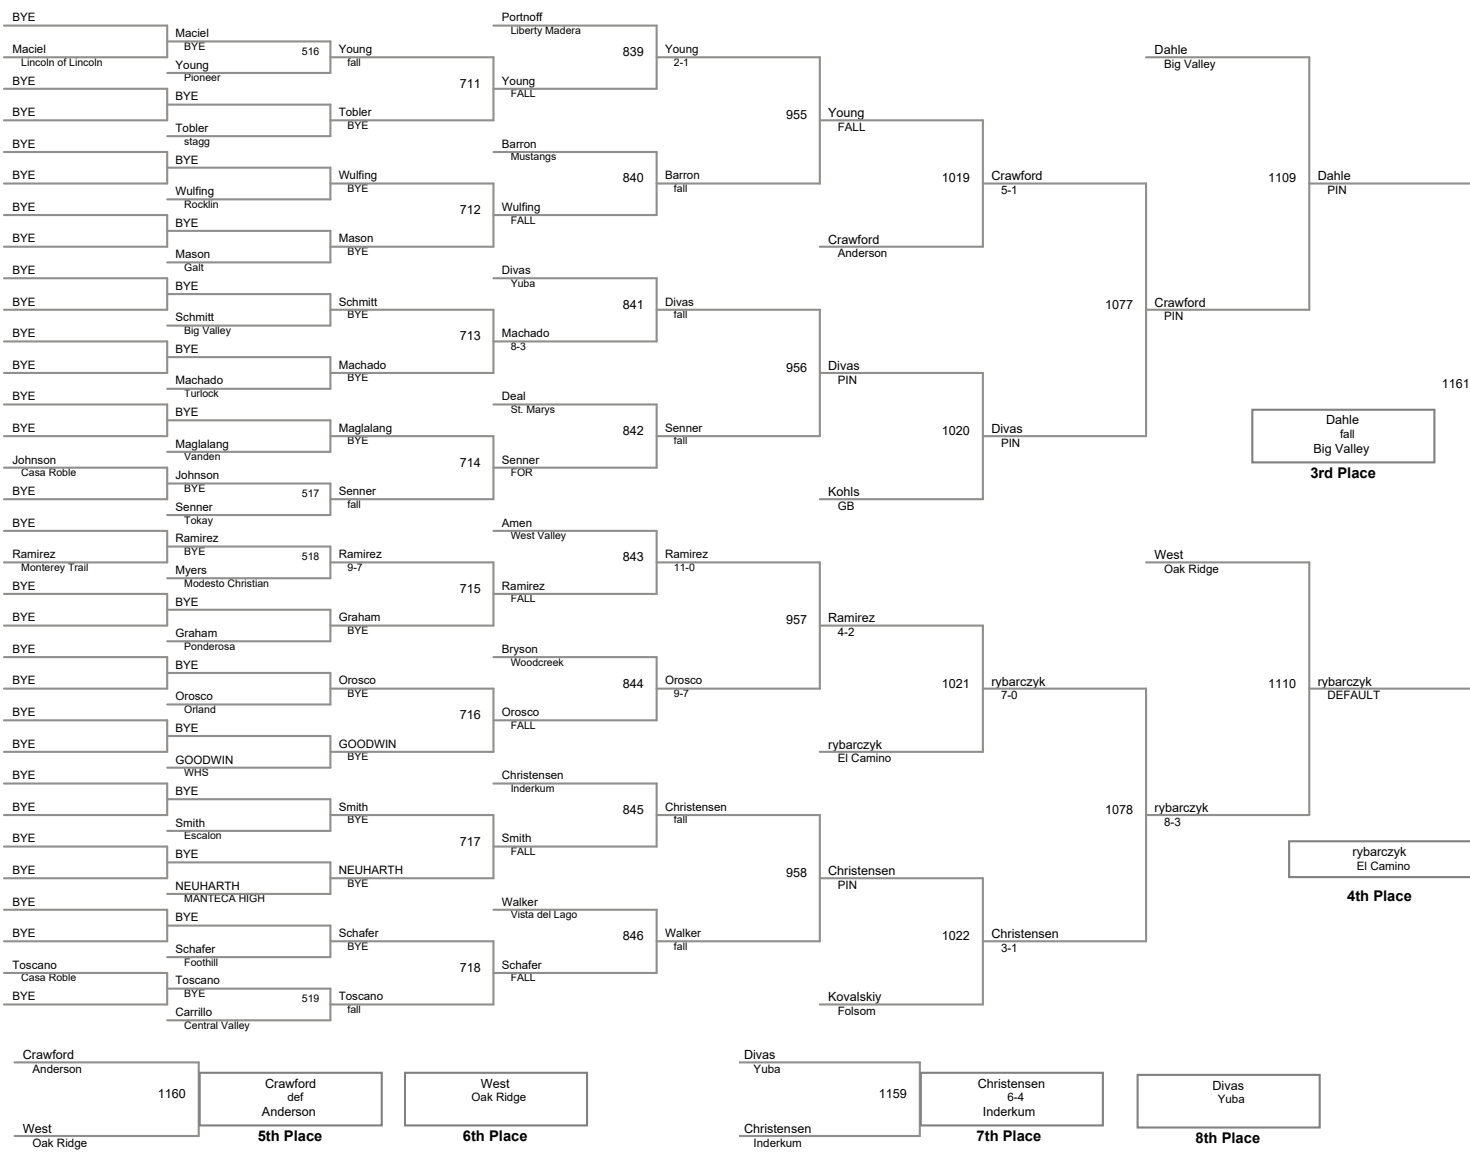 BYE
Maciel
Lincoln of Lincoln
BYE
BYE
BYE
BYE
BYE
BYE
BYE
BYE
BYE
BYE
BYE
BYE
Johnson
Casa Roble
BYE
BYE
Ramirez
Monterey Trail
BYE
BYE
BYE
BYE
BYE
BYE
BYE
BYE
BYE
BYE
BYE
BYE
Toscano
Casa Roble
BYE
Maciel
BYE
516
Young
Pioneer
BYE
Tobler
stagg
BYE
Wulfing
Rocklin
BYE
Mason
Galt
BYE
Schmitt
Big Valley
BYE
Machado
Turlock
BYE
Maglalang
Vanden
Johnson
BYE
517
Senner
Tokay
Ramirez
BYE
518
Myers
Modesto Christian
BYE
Graham
Ponderosa
BYE
Orosco
Orland
BYE
GOODWIN
WHS
BYE
Smith
Escalon
BYE
NEUHARTH
MANTECA HIGH
BYE
Schafer
Foothill
Toscano
BYE
519
Carrillo
Central Valley
Young
fall
711
Tobler
BYE
Wulfing
BYE
712
Mason
BYE
Schmitt
BYE
713
Machado
BYE
Maglalang
BYE
714
Senner
fall
Ramirez
9-7
715
Graham
BYE
Orosco
BYE
716
GOODWIN
BYE
Smith
BYE
717
NEUHARTH
BYE
Schafer
BYE
718
Toscano
fall
Portnoff
Liberty Madera
839
Young
FALL
Barron
Mustangs
840
Wulfing
FALL
Divas
Yuba
841
Machado
8-3
Deal
St. Marys
842
Senner
FOR
Amen
West Valley
843
Ramirez
FALL
Bryson
Woodcreek
844
Orosco
FALL
Christensen
Inderkum
845
Smith
FALL
Walker
Vista del Lago
846
Schafer
FALL
Young
2-1
955
Barron
fall
Divas
fall
956
Senner
fall
Ramirez
11-0
957
Orosco
9-7
Christensen
fall
958
Walker
fall
Young
FALL
1019
Crawford
Anderson
Divas
PIN
1020
Kohls
GB
Ramirez
4-2
1021
rybarczyk
El Camino
Christensen
PIN
1022
Kovalskiy
Folsom
Crawford
5-1
1077
Divas
PIN
rybarczyk
7-0
1078
Christensen
3-1
Dahle
Big Valley
1109
Crawford
PIN
West
Oak Ridge
1110
rybarczyk
8-3
Dahle
PIN
1161
rybarczyk
DEFAULT
Dahle
fall
Big Valley
3rd Place
rybarczyk
El Camino
4th Place
Crawford
Anderson
1160
West
Oak Ridge
Crawford
def
Anderson
5th Place
West
Oak Ridge
6th Place
Divas
Yuba
1159
Christensen
Inderkum
Christensen
6-4
Inderkum
7th Place
Divas
Yuba
8th Place